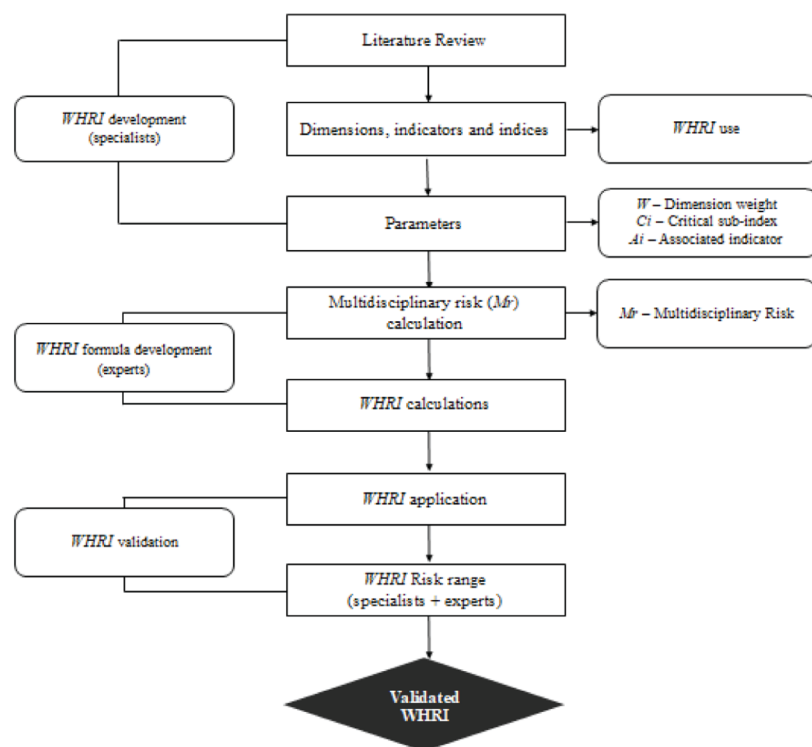 Literature Review
WHRI development
(specialists)
Dimensions, indicators and indices
WHRI use
Parameters
W – Dimension weight
Ci – Critical sub-index
Ai – Associated indicator
Multidisciplinary risk (Mr)
calculation
Mr – Multidisciplinary Risk
WHRI formula development
(experts)
WHRI calculations
WHRI application
WHRI validation
WHRI Risk range
(specialists + experts)
Validated
WHRI